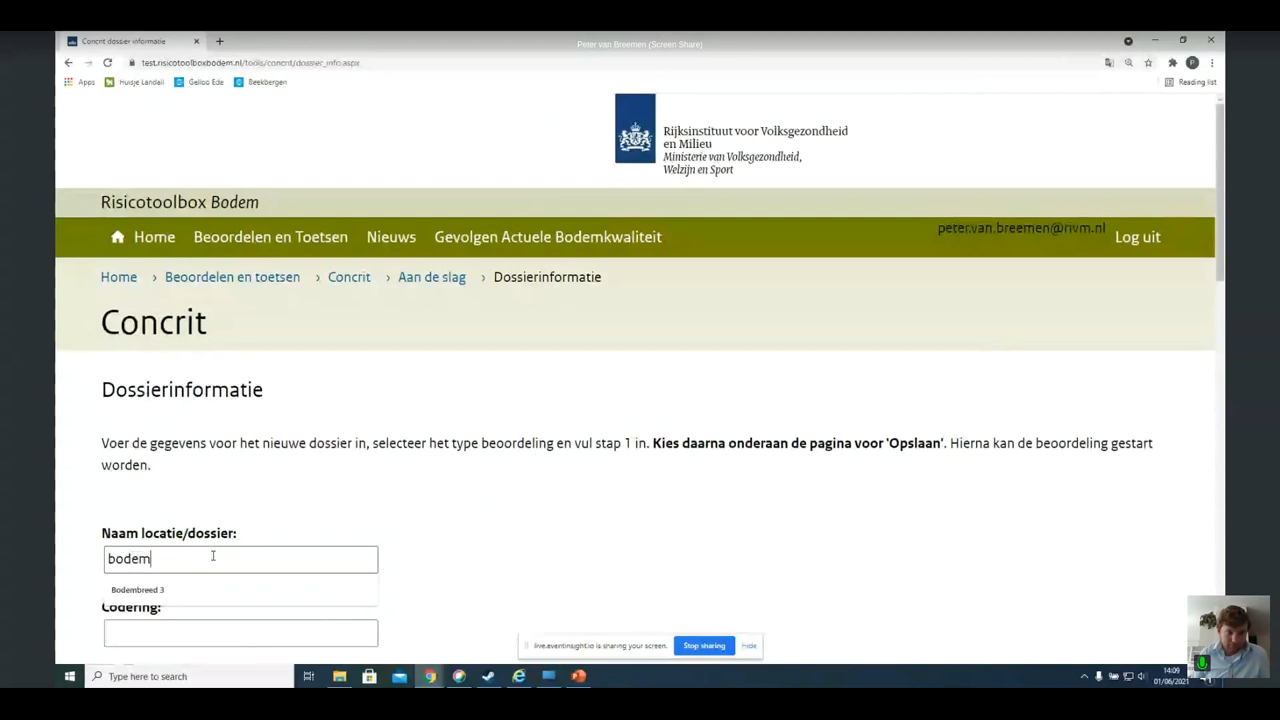 Concrit dossier informatie
Peter van Breemen (Screen Share)
test.risicotoolboxbodem.nl/tools/concrit/dossier_info.aspx
Apps
Huisje Landall
Gelloo Ede
Beekbergen
Reading list
Rijksinstituut voor Volksgezondheid
en Milieu
Ministerie van Volksgezondheid,
Welzijn en Sport
Risicotoolbox Bodem
Home
Beoordelen en Toetsen
Nieuws
Gevolgen Actuele Bodemkwaliteit
peter.van.breemen@rivm.nl
Log uit
Home › Beoordelen en toetsen › Concrit › Aan de slag › Dossierinformatie
Concrit
Dossierinformatie
Voer de gegevens voor het nieuwe dossier in, selecteer het type beoordeling en vul stap 1 in. Kies daarna onderaan de pagina voor 'Opslaan'. Hierna kan de beoordeling gestart
worden.
Naam locatie/dossier:
bodem
Bodembreed 3
Codering:
live.eventinsight.io is sharing your screen.
Stop sharing
Hide
Type here to search
14:09
01/06/2021